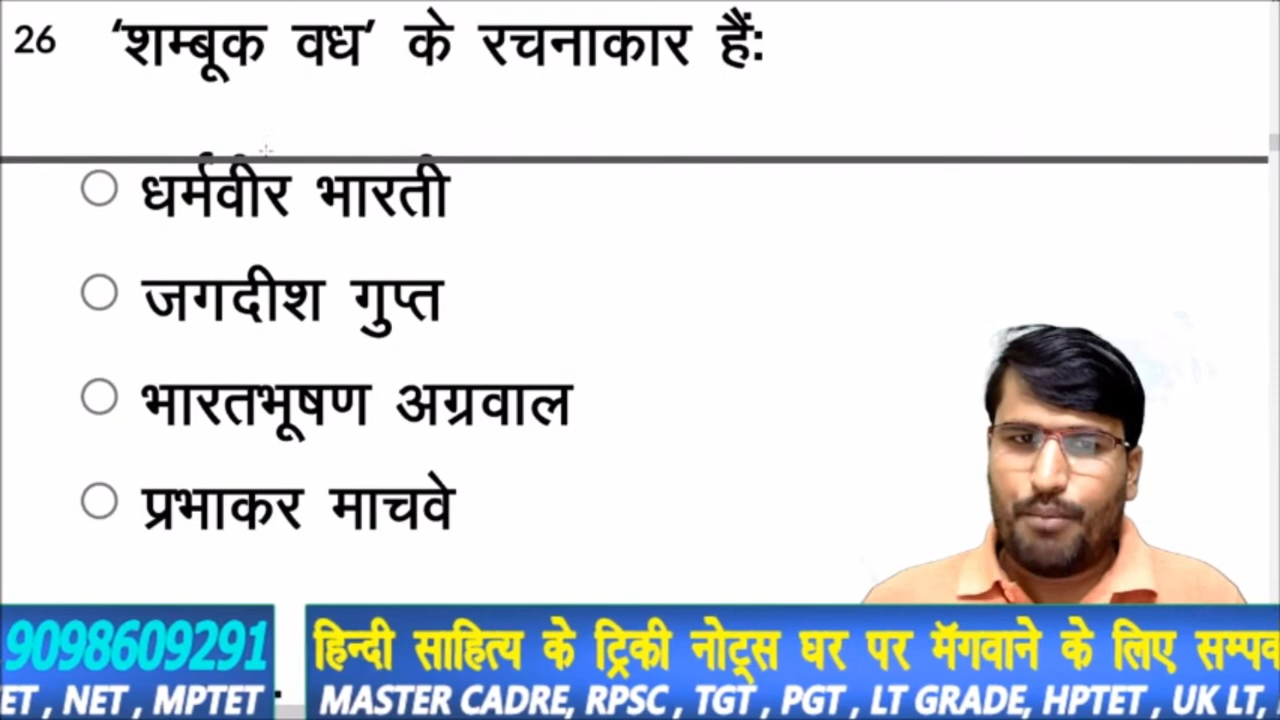 26 ‘शम्बूक वध’ के रचनाकार हैं:
धर्मवीर भारती
जगदीश गुप्त
भारतभूषण अग्रवाल
प्रभाकर माचवे
9098609291 हिन्दी साहित्य के ट्रिकी नोट्स घर पर मॅगवाने के लिए
ET , NET , MPTET MASTER CADRE, RPSC , TGT , PGT , LT GRADE, HPTET , UK LT,